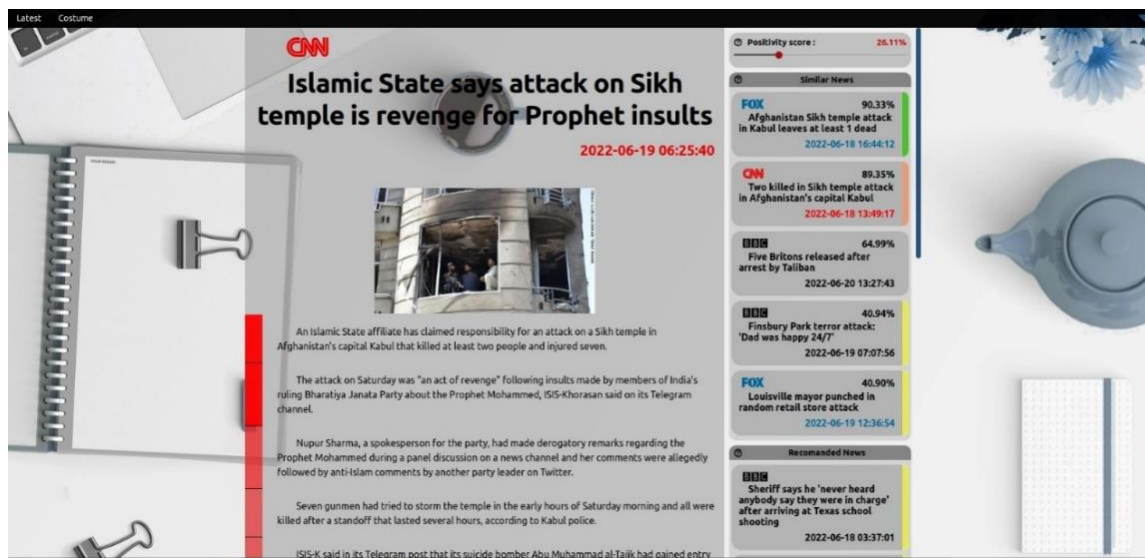 Latest Costume
CNN
Islamic State says attack on Sikh
temple is revenge for Prophet insults
2022-06-19 06:25:40
An Islamic State affiliate has claimed responsibility for an attack on a Sikh temple in
Afghanistan's capital Kabul that killed at least two people and injured seven.
The attack on Saturday was "an act of revenge" following insults made by members of India's
ruling Bharatiya Janata Party about the Prophet Mohammed, ISIS-Khorasan said on its Telegram
channel.
Nupur Sharma, a spokesperson for the party, had made derogatory remarks regarding the
Prophet Mohammed during a panel discussion on a news channel and her comments were allegedly
followed by anti-Islam comments by another party leader on Twitter.
Seven gunmen had tried to storm the temple in the early hours of Saturday morning and all were
killed after a standoff that lasted several hours, according to Kabul police.
ISIS-K said in its Telegram post that its suicide bomber Abu Muhammad al-Tajik had gained entry
Positivity score : 26.11%
Similar News
FOX 90.33%
Afghanistan Sikh temple attack
in Kabul leaves at least 1 dead
2022-06-18 16:44:12
CNN 89.35%
Two killed in Sikh temple attack
in Afghanistan's capital Kabul
2022-06-18 13:49:17
BBC 64.99%
Five Britons released after
arrest by Taliban
2022-06-20 13:27:43
BBC 40.94%
Finsbury Park terror attack:
'Dad was happy 24/7'
2022-06-19 07:07:56
FOX 40.90%
Louisville mayor punched in
random retail store attack
2022-06-19 12:36:54
Recomanded News
BBC
Sheriff says he 'never heard
anybody say they were in charge'
after arriving at Texas school
shooting
2022-06-18 03:37:01